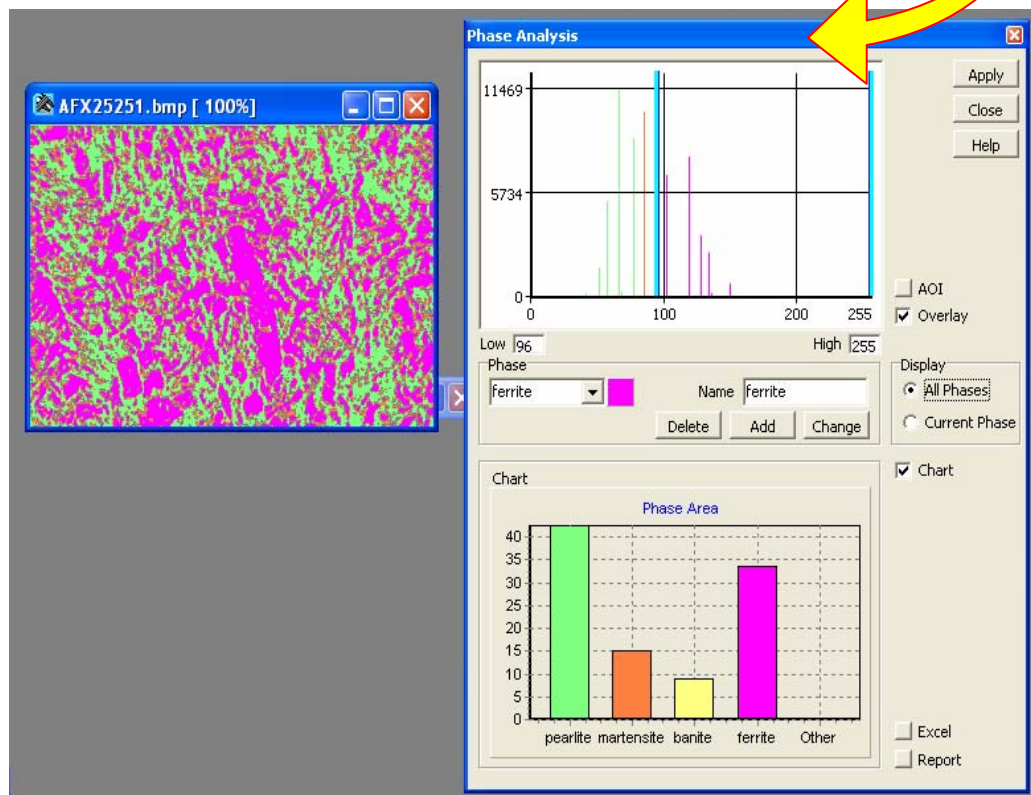 Phase Analysis
AFX25251.bmp [ 100%]
11469
5734
0
0 100 200 255
Low 96 High 255
Apply
Close
Help
AOI
Overlay
Phase
ferrite Name ferrite
Delete Add Change
Display
All Phases
Current Phase
Chart
Chart
Phase Area
40
35
30
25
20
15
10
5
0
pearlite martensite banite ferrite Other
Excel
Report